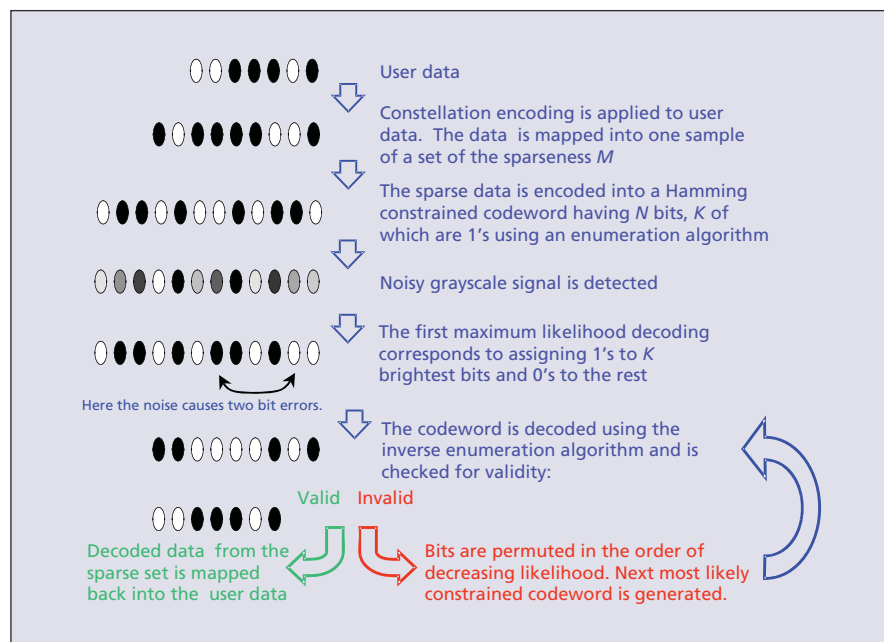 User data
Constellation encoding is applied to user
data. The data is mapped into one sample
of a set of the sparseness M
The sparse data is encoded into a Hamming
constrained codeword having N bits, K of
which are 1's using an enumeration algorithm
Noisy grayscale signal is detected
The first maximum likelihood decoding
corresponds to assigning 1's to K
brightest bits and 0's to the rest
Here the noise causes two bit errors.
The codeword is decoded using the
inverse enumeration algorithm and is
checked for validity:
Valid Invalid
Decoded data from the
sparse set is mapped
back into the user data
Bits are permuted in the order of
decreasing likelihood. Next most likely
constrained codeword is generated.